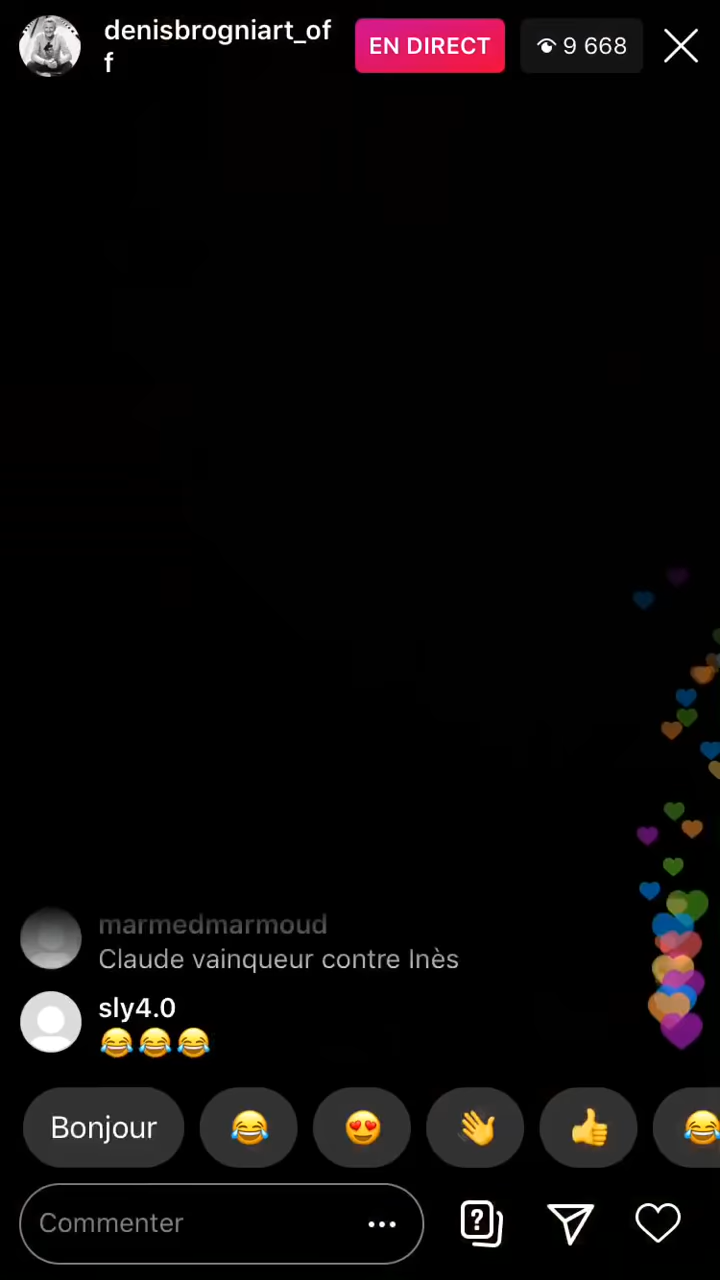 denisbrogniart_of
f
EN DIRECT
9 668
marmedmarmoud
Claude vainqueur contre Inès
sly4.0
😂😂😂
Bonjour
Commenter